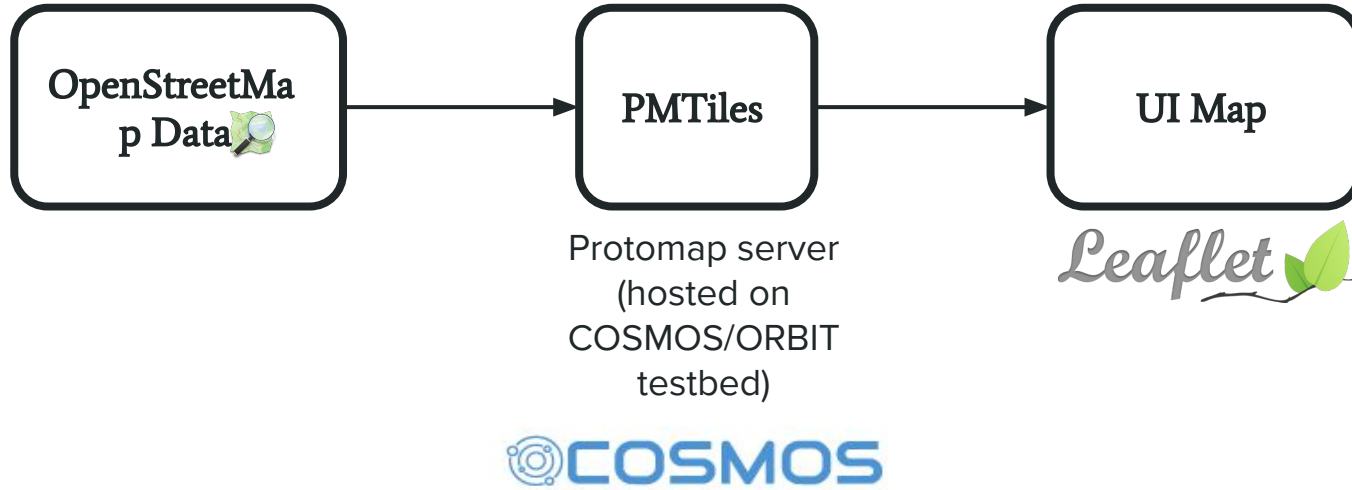 OpenStreetMa
p Data
PMTiles
UI Map
Protomap server
(hosted on
COSMOS/ORBIT
testbed)
Leaflet
COSMOS